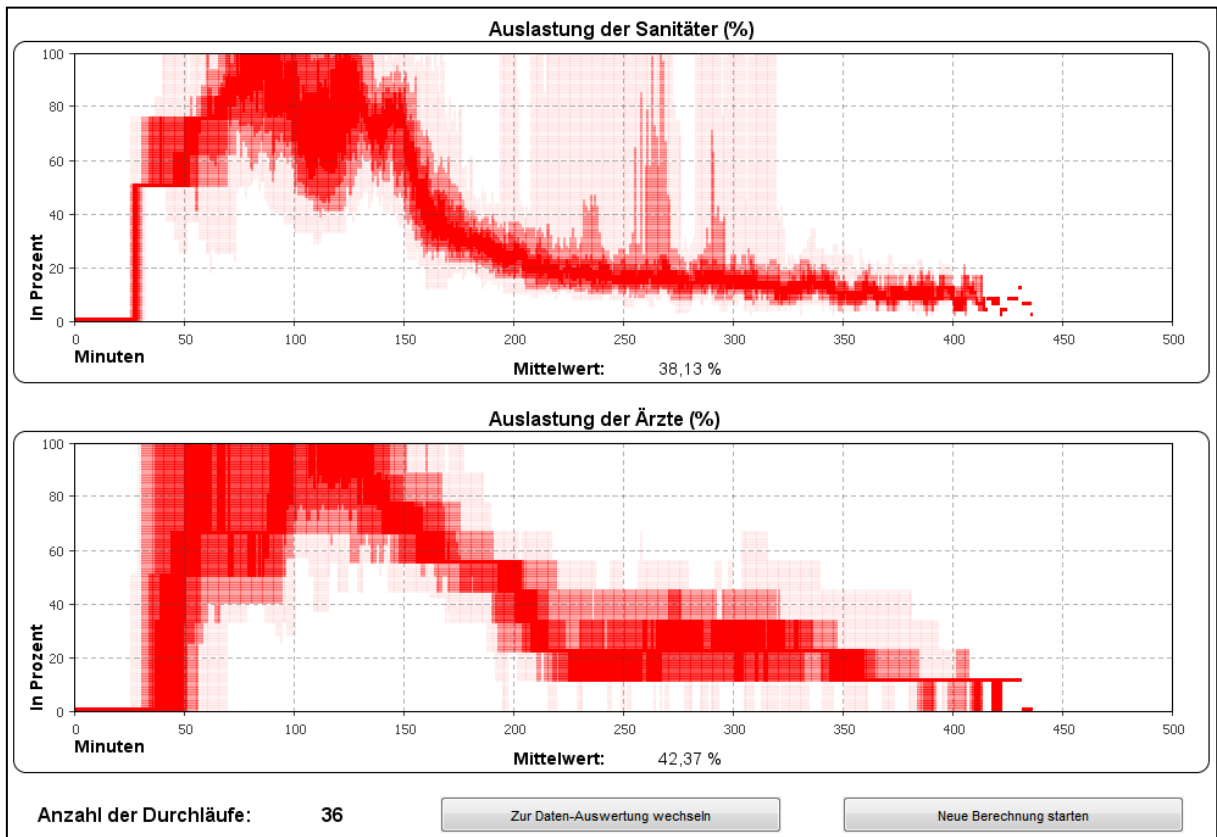 Auslastung der Sanitäter (%)
100
80
60
40
20
0
In Prozent
0 50 100 150 200 250 300 350 400 450 500
Minuten
Mittelwert: 38,13 %
Auslastung der Ärzte (%)
100
80
60
40
20
0
In Prozent
0 50 100 150 200 250 300 350 400 450 500
Minuten
Mittelwert: 42,37 %
Anzahl der Durchläufe: 36 Zur Daten-Auswertung wechseln Neue Berechnung starten